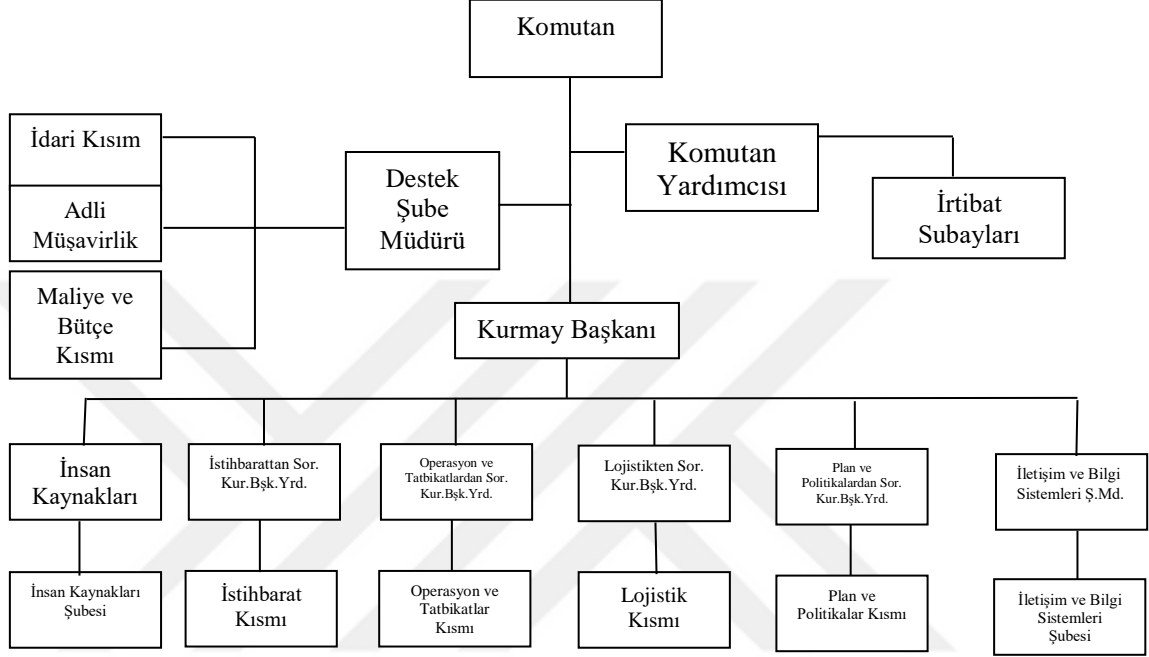 Komutan
İdari Kısım
Adli
Müşavirlik
Maliye ve
Bütçe
Kısmı
Destek
Şube
Müdürü
Komutan
Yardımcısı
İrtibat
Subayları
Kurmay Başkanı
İnsan
Kaynakları
İstihbarattan Sor.
Kur.Bşk.Yrd.
Operasyon ve
Tatbikatlardan Sor.
Kur.Bşk.Yrd.
Lojistikten Sor.
Kur.Bşk.Yrd.
Plan ve
Politikalardan Sor.
Kur.Bşk.Yrd.
İletişim ve Bilgi
Sistemleri Ş.Md.
İnsan Kaynakları
Şubesi
İstihbarat
Kısmı
Operasyon ve
Tatbikatlar
Kısmı
Lojistik
Kısmı
Plan ve
Politikalar Kısmı
İletişim ve Bilgi
Sistemleri
Şubesi